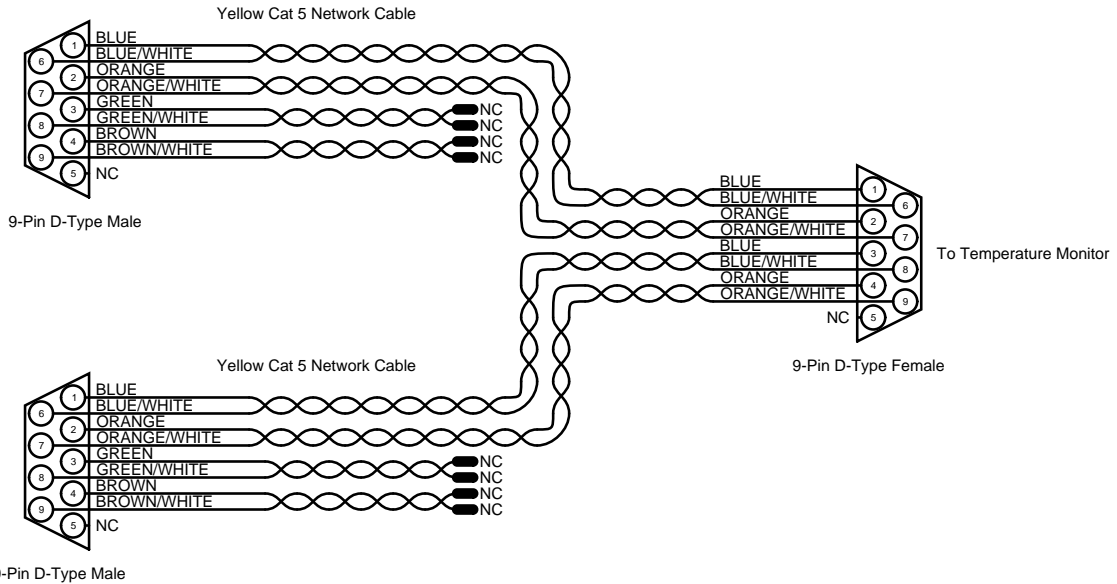 Yellow Cat 5 Network Cable
1 BLUE
6 BLUE/WHITE
2 ORANGE
7 ORANGE/WHITE
3 GREEN NC
8 GREEN/WHITE NC
4 BROWN NC
9 BROWN/WHITE NC
5 NC
9-Pin D-Type Male
BLUE 1
BLUE/WHITE 6
ORANGE 2
ORANGE/WHITE 7
BLUE 3
BLUE/WHITE 8
ORANGE 4
ORANGE/WHITE 9
NC 5
To Temperature Monitor
9-Pin D-Type Female
Yellow Cat 5 Network Cable
1 BLUE
6 BLUE/WHITE
2 ORANGE
7 ORANGE/WHITE
3 GREEN NC
8 GREEN/WHITE NC
4 BROWN NC
9 BROWN/WHITE NC
5 NC
-Pin D-Type Male